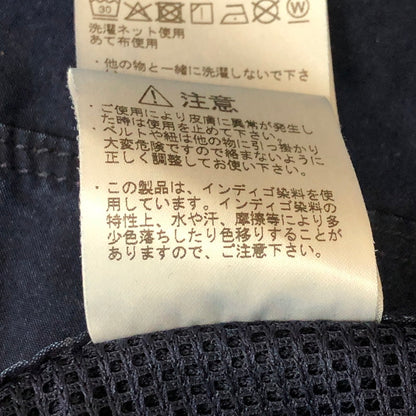 30
W
洗濯ネット使用
あて布使用
・他の物と一緒に洗濯しないで下さ
注意
・ご使用により皮膚に異常が発生し
た時は使用を止めて下さい。
・ベルトや紐は他の物に引っ掛かり
大変危険ですので絡まないように
正しく調整してお使い下さい。
・この製品は、インディゴ染料を使
用しています。インディゴ染料の
特性上、水や汗、摩擦等により多
少色落ちしたり色移りすることが
ありますので、ご注意下さい。